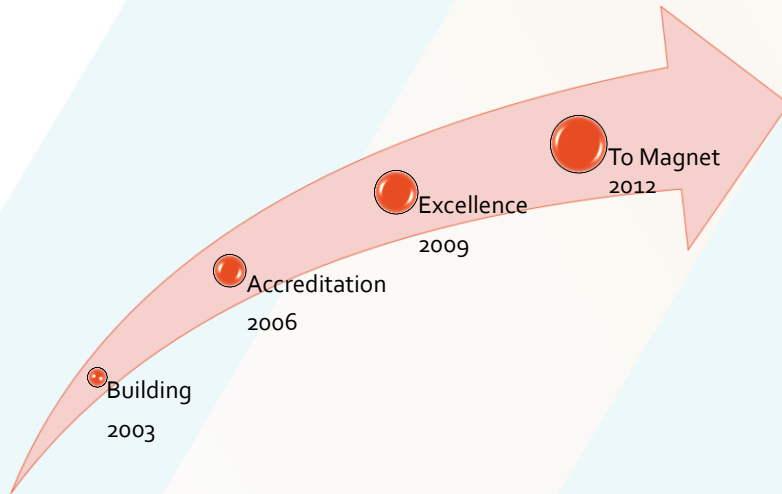 To Magnet
2012
Excellence
2009
Accreditation
2006
Building
2003